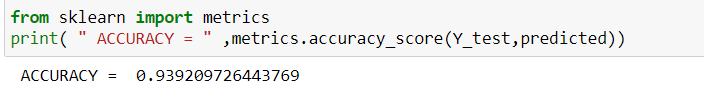 from sklearn import metrics
print( " ACCURACY = " ,metrics.accuracy_score(Y_test,predicted))
ACCURACY =  0.939209726443769